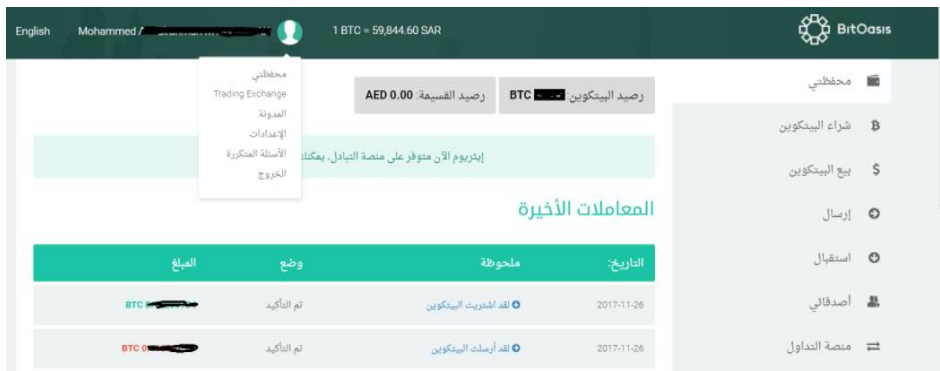 English
Mohammed
1 BTC = 59,844.60 SAR
BitOasis
محفظتي
Trading Exchange
المدونة
الإعدادات
الأسئلة المتكررة
الخروج
رصيد البيتكوين: BTC
رصيد القسيمة: AED 0.00
إيثريوم الآن متوفر على منصة التبادل.
المعاملات الأخيرة
التاريخ: ملحوظة وضع المبلغ
2017-11-26 لقد اشتريت البيتكوين تم التأكيد BTC
2017-11-26 لقد أرسلت البيتكوين تم التأكيد BTC
محفظتي
شراء البيتكوين
بيع البيتكوين
إرسال
استقبال
أصدقائي
منصة التداول